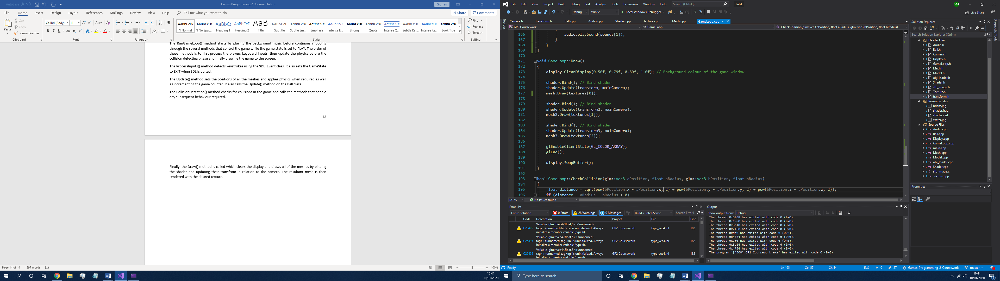 AutoSave Off
Games Programming 2 Documentation
Sign in
File Home Insert Design Layout References Mailings Review View Help Tell me what you want to do
Share Comments
Paste
Cut
Copy
Format Painter
Clipboard
Calibri (Body) 11
Font
Paragraph
AaBbCcDc AaBbCcDc AaBbCc AaBbCcD AaB AaBbCcD AaBbCcDc AaBbCcDc AaBbCcDc AaBbCcDc AaBbCcDc AaBbCcDc AaBbCcDc AaBbCcDc AaBbCcDc
¶ Normal ¶ No Spac... Heading 1 Heading 2 Title Subtitle Subtle Em... Emphasis Intense E... Strong Quote Intense Q... Subtle Ref... Intense Re... Book Title
Styles
Find
Replace
Select
Editing
The RunGameLoop() method starts by playing the background music before continously looping
through the several methods that control the game while the game state is set to PLAY. The order of
these methods is to first process the players keyboard inputs, then update the physics before the
collision detecting phase and finally drawing the game to the screen.
The ProcessInputs() method detects keystrokes using the SDL_Event class. It also sets the GameState
to EXIT when SDL is quited.
The Update() method sets the positions of all the meshes and applies physics when required as well
as incrementing the game counter. It also calls the Update() method on the Ball class.
The CollisionDetection() method checks for collisions in the game and calls the methods that handle
any subsequent behaviour required.
13
Finally, the Draw() method is called which clears the display and draws all of the meshes by binding
the shader and updating their transfrom in relation to the camera. The resultant mesh is then
rendered with the desired texture.
Page 14 of 14 1597 words
100%
16:44
10/01/2020
File Edit View Project Build Debug Test Analyze Tools Extensions Window Help Search (Ctrl+Q) Lab1
SM
Debug Win32 Local Windows Debugger
Live Share
Toolbox
Camera.h transform.h Ball.cpp Audio.cpp Shader.cpp Texture.cpp Mesh.cpp GameLoop.cpp
GP2 Coursework GameLoop CheckCollision(glm::vec3 aPosition, float aRadius, glm::vec3 bPosition, float bRadius)
166 audio.playSound(sounds[1]);
167 }
168 }
169 }
170
171 void GameLoop::Draw()
172 {
173 display.ClearDisplay(0.56f, 0.79f, 0.89f, 1.0f); // Background colour of the game window
174
175 shader.Bind(); // Bind shader
176 shader.Update(transform, mainCamera);
177 mesh.Draw(textures[0]);
178
179 shader.Bind(); // Bind shader
180 shader.Update(transform2, mainCamera);
181 mesh2.Draw(textures[1]);
182
183 shader.Bind(); // Bind shader
184 shader.Update(transform3, mainCamera);
185 mesh3.Draw(textures[2]);
186
187 glEnableClientState(GL_COLOR_ARRAY);
188 glEnd();
189
190 display.SwapBuffer();
191 }
192
193 bool GameLoop::CheckCollision(glm::vec3 aPosition, float aRadius, glm::vec3 bPosition, float bRadius)
194 {
195 float distance = sqrt(pow(bPosition.x - aPosition.x, 2) + pow(bPosition.y - aPosition.y, 2) + pow(bPosition.z - aPosition.z, 2));
196 if (distance - aRadius - bRadius < 0)
121 % No issues found
Error List
Entire Solution 0 Errors 28 Warnings 0 Messages Build + IntelliSense Search Error L
Code Description Project File Line
C26495 Variable 'glm::tvec4<float,5>::<unnamed-
tag>::<unnamed-tag>::a' is uninitialized. Always
initialize a member variable (type.6).
GP2 Coursework type_vec4.inl 182
C26495 Variable 'glm::tvec4<float,5>::<unnamed-
tag>::<unnamed-tag>::b' is uninitialized. Always
initialize a member variable (type.6).
GP2 Coursework type_vec4.inl 182
C26495 Variable 'glm::tvec4<float,5>::<unnamed-
tag>::<unnamed-tag>::g' is uninitialized. Always
initialize a member variable (type.6).
GP2 Coursework type_vec4.inl 182
Output
Show output from: Debug
The thread 0x3088 has exited with code 0 (0x0).
The thread 0x1ee0 has exited with code 0 (0x0).
The thread 0x3b10 has exited with code 0 (0x0).
The thread 0x2f68 has exited with code 0 (0x0).
The thread 0xde0 has exited with code 0 (0x0).
The thread 0x4664 has exited with code 0 (0x0).
The thread 0x7f0 has exited with code 0 (0x0).
The thread 0x3b14 has exited with code 0 (0x0).
The thread 0x4734 has exited with code 0 (0x0).
The program '[4300] GP2 Coursework.exe' has exited with code 0 (0x0).
Solution Explorer
Search Solution Explorer (Ctrl+;)
Header Files
Audio.h
Ball.h
Camera.h
Display.h
GameLoop.h
Mesh.h
Model.h
obj_loader.h
Shader.h
stb_image.h
Texture.h
transform.h
Resource Files
bricks.jpg
shader.frag
shader.vert
Water.jpg
Source Files
Audio.cpp
Ball.cpp
Display.cpp
GameLoop.cpp
main.cpp
Mesh.cpp
Model.cpp
obj_loader.cpp
Shader.cpp
stb_image.c
Texture.cpp
Properties
Diagnostic Tools
Ready Ln 195 Col 57 Ch 54 INS 0 27 Games-Programming-2-Coursework master 1
Type here to search
16:44
10/01/2020
4